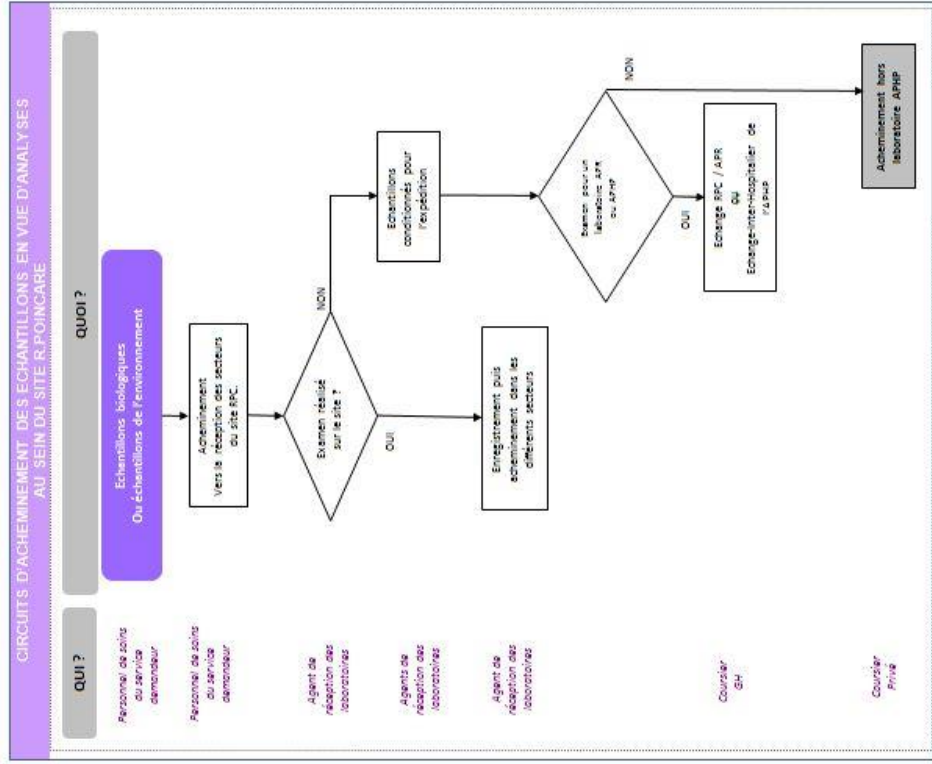 CIRCUITS D'ACHEMINEMENT DES ECHANTILLONS EN VUE D'ANALYSES
AU SEIN DU SITE R.POINCARE
QUI ?
QUOI ?
Personnel de soins
du service
demandeur
Echantillons biologiques
Ou échantillons de l'environnement
Personnel de soins
du service
demandeur
Acheminement
Vers la réception des secteurs
du site RPC.
Agent de
réception des
laboratoires
Examen réalisé
sur le site ?
NON
OUI
Agents de
réception des
laboratoires
Echantillons
conditionnés pour
l'expédition
Agent de
réception des
laboratoires
Enregistrement puis
acheminement dans les
différents secteurs
Examen pour un
laboratoire APR
ou APHP
NON
OUI
Coursier
GH
Echange RPC / APR
ou
Echange-Inter-Hospitalier de
l'APHP
Coursier
Privé
Acheminement hors
laboratoire APHP